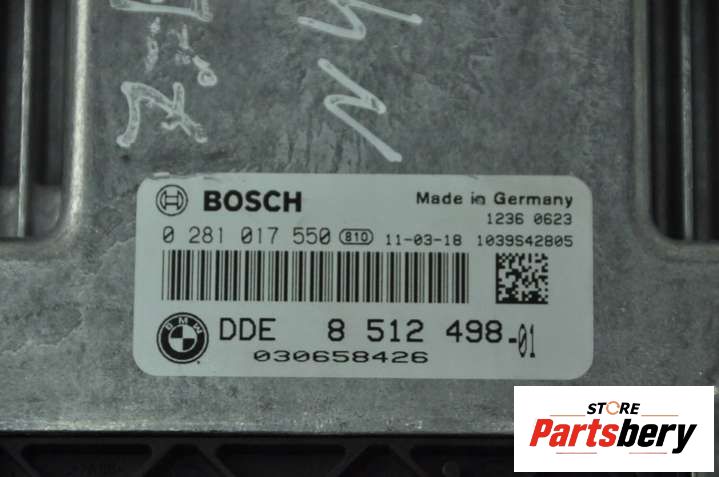 BOSCH
Made in Germany
1236 0623
0 281 017 550 810 11-03-18 1039S42805
BMW
DDE 8 512 498-01
030658426
STORE
Partsbery